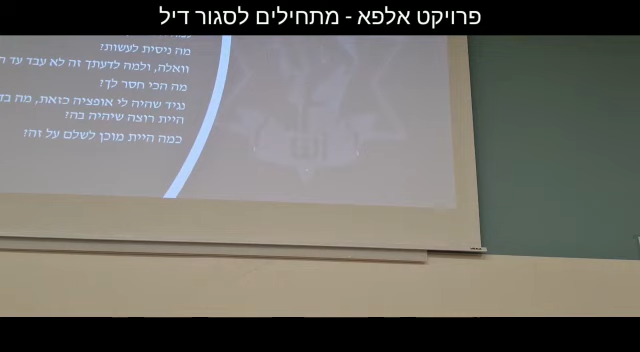 פרויקט אלפא - מתחילים לסגור דיל
מה ניסית לעשות?
וואלה, ולמה לדעתך זה לא עבד עד
מה הכי חסר לך?
נגיד שהיה לי אופציה כזאת, מה
היית רוצה שיהיה בה?
כמה היית מוכן לשלם על זה?